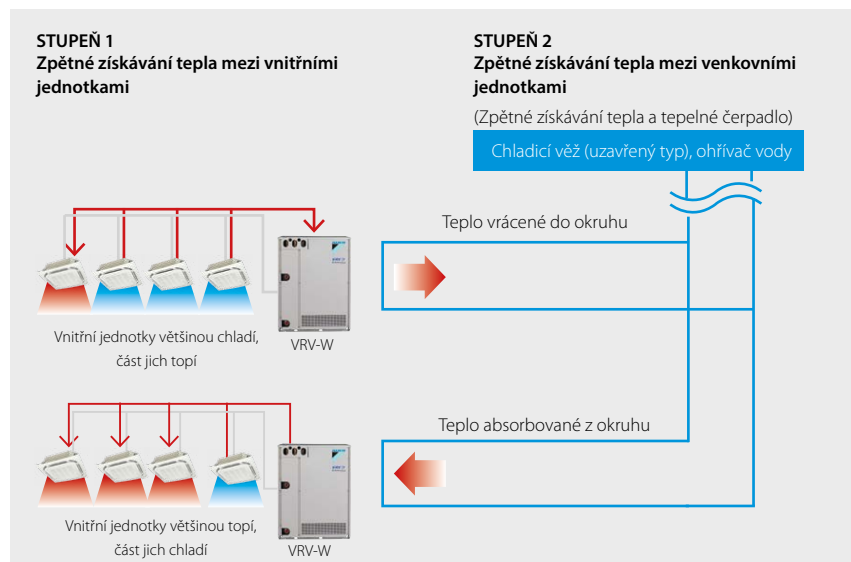 STUPEŇ 1
Zpětné získávání tepla mezi vnitřními
jednotkami
STUPEŇ 2
Zpětné získávání tepla mezi venkovními
jednotkami
(Zpětné získávání tepla a tepelné čerpadlo)
Chladicí věž (uzavřený typ), ohřívač vody
Teplo vrácené do okruhu
Vnitřní jednotky většinou chladí,
část jich topí
VRV-W
Teplo absorbované z okruhu
Vnitřní jednotky většinou topí,
část jich chladí
VRV-W